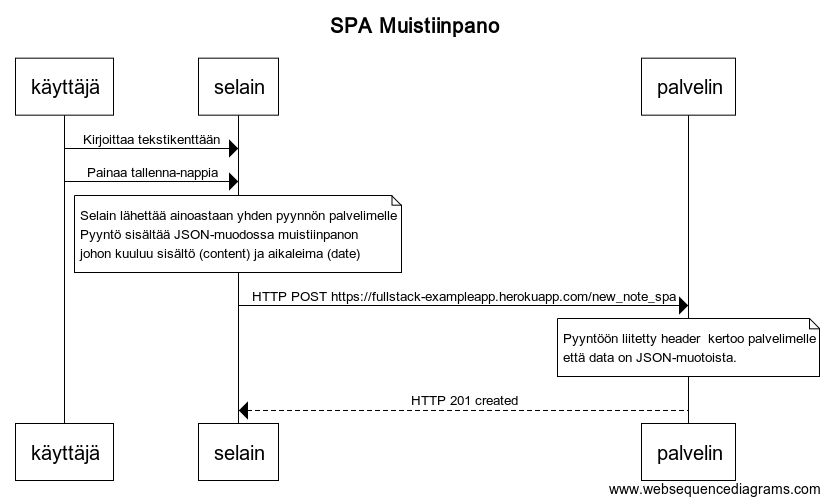 SPA Muistiinpano
käyttäjä
selain
palvelin
Kirjoittaa tekstikenttään
Painaa tallenna-nappia
Selain lähettää ainoastaan yhden pyynnön palvelimelle
Pyyntö sisältää JSON-muodossa muistiinpanon
johon kuuluu sisältö (content) ja aikaleima (date)
HTTP POST https://fullstack-exampleapp.herokuapp.com/new_note_spa
Pyyntöön liitetty header  kertoo palvelimelle
että data on JSON-muotoista.
HTTP 201 created
käyttäjä
selain
palvelin
www.websequencediagrams.com